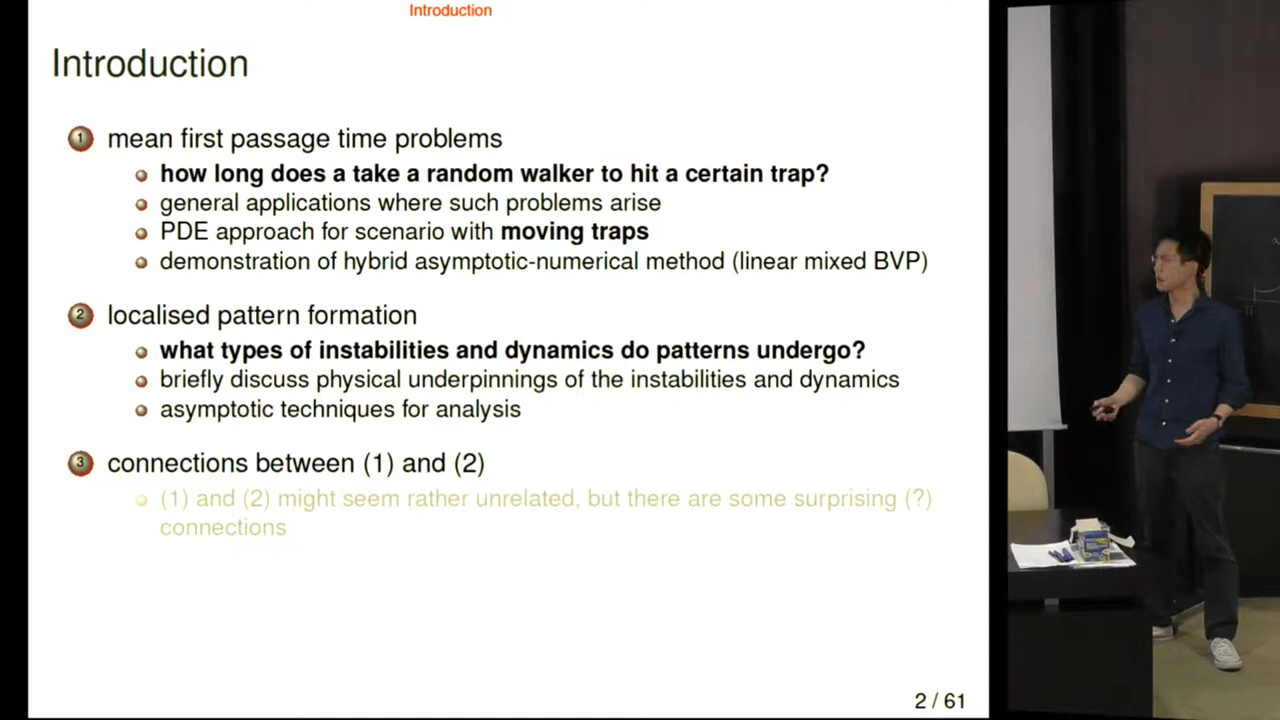 Introduction
Introduction
1 mean first passage time problems
how long does a take a random walker to hit a certain trap?
general applications where such problems arise
PDE approach for scenario with moving traps
demonstration of hybrid asymptotic-numerical method (linear mixed BVP)
2 localised pattern formation
what types of instabilities and dynamics do patterns undergo?
briefly discuss physical underpinnings of the instabilities and dynamics
asymptotic techniques for analysis
3 connections between (1) and (2)
(1) and (2) might seem rather unrelated, but there are some surprising (?)
connections
2 / 61